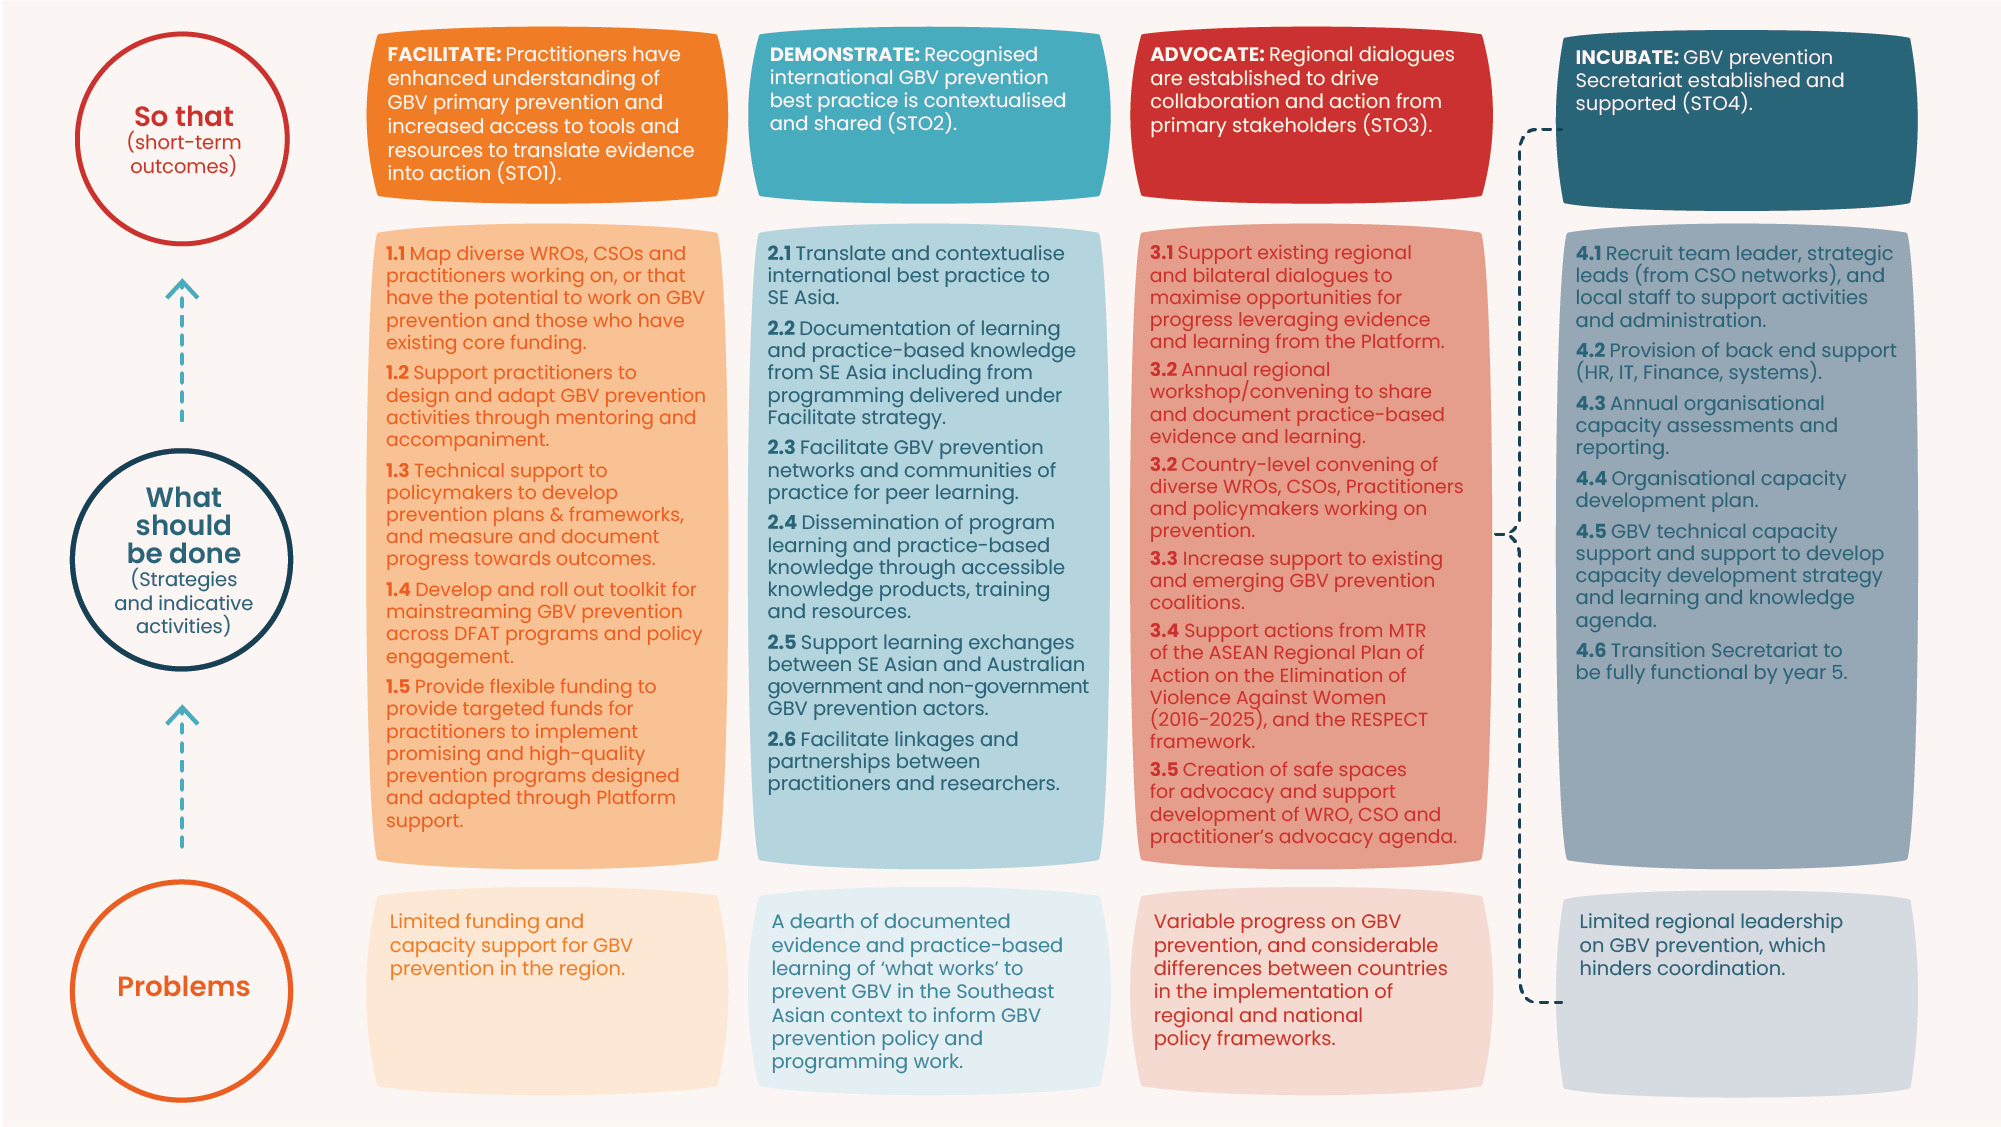 So that
(short-term
outcomes)
FACILITATE: Practitioners have
enhanced understanding of
GBV primary prevention and
increased access to tools and
resources to translate evidence
into action (STO1).
DEMONSTRATE: Recognised
international GBV prevention
best practice is contextualised
and shared (STO2).
ADVOCATE: Regional dialogues
are established to drive
collaboration and action from
primary stakeholders (STO3).
INCUBATE: GBV prevention
Secretariat established and
supported (STO4).
What
should
be done
(Strategies
and indicative
activities)
1.1 Map diverse WROs, CSOs and
practitioners working on, or that
have the potential to work on GBV
prevention and those who have
existing core funding.
1.2 Support practitioners to
design and adapt GBV prevention
activities through mentoring and
accompaniment.
1.3 Technical support to
policymakers to develop
prevention plans & frameworks,
and measure and document
progress towards outcomes.
1.4 Develop and roll out toolkit for
mainstreaming GBV prevention
across DFAT programs and policy
engagement.
1.5 Provide flexible funding to
provide targeted funds for
practitioners to implement
promising and high-quality
prevention programs designed
and adapted through Platform
support.
2.1 Translate and contextualise
international best practice to
SE Asia.
2.2 Documentation of learning
and practice-based knowledge
from SE Asia including from
programming delivered under
Facilitate strategy.
2.3 Facilitate GBV prevention
networks and communities of
practice for peer learning.
2.4 Dissemination of program
learning and practice-based
knowledge through accessible
knowledge products, training
and resources.
2.5 Support learning exchanges
between SE Asian and Australian
government and non-government
GBV prevention actors.
2.6 Facilitate linkages and
partnerships between
practitioners and researchers.
3.1 Support existing regional
and bilateral dialogues to
maximise opportunities for
progress leveraging evidence
and learning from the Platform.
3.2 Annual regional
workshop/convening to share
and document practice-based
evidence and learning.
3.2 Country-level convening of
diverse WROs, CSOs, Practitioners
and policymakers working on
prevention.
3.3 Increase support to existing
and emerging GBV prevention
coalitions.
3.4 Support actions from MTR
of the ASEAN Regional Plan of
Action on the Elimination of
Violence Against Women
(2016-2025), and the RESPECT
framework.
3.5 Creation of safe spaces
for advocacy and support
development of WRO, CSO and
practitioner’s advocacy agenda.
4.1 Recruit team leader, strategic
leads (from CSO networks), and
local staff to support activities
and administration.
4.2 Provision of back end support
(HR, IT, Finance, systems).
4.3 Annual organisational
capacity assessments and
reporting.
4.4 Organisational capacity
development plan.
4.5 GBV technical capacity
support and support to develop
capacity development strategy
and learning and knowledge
agenda.
4.6 Transition Secretariat to
be fully functional by year 5.
Problems
Limited funding and
capacity support for GBV
prevention in the region.
A dearth of documented
evidence and practice-based
learning of ‘what works’ to
prevent GBV in the Southeast
Asian context to inform GBV
prevention policy and
programming work.
Variable progress on GBV
prevention, and considerable
differences between countries
in the implementation of
regional and national
policy frameworks.
Limited regional leadership
on GBV prevention, which
hinders coordination.